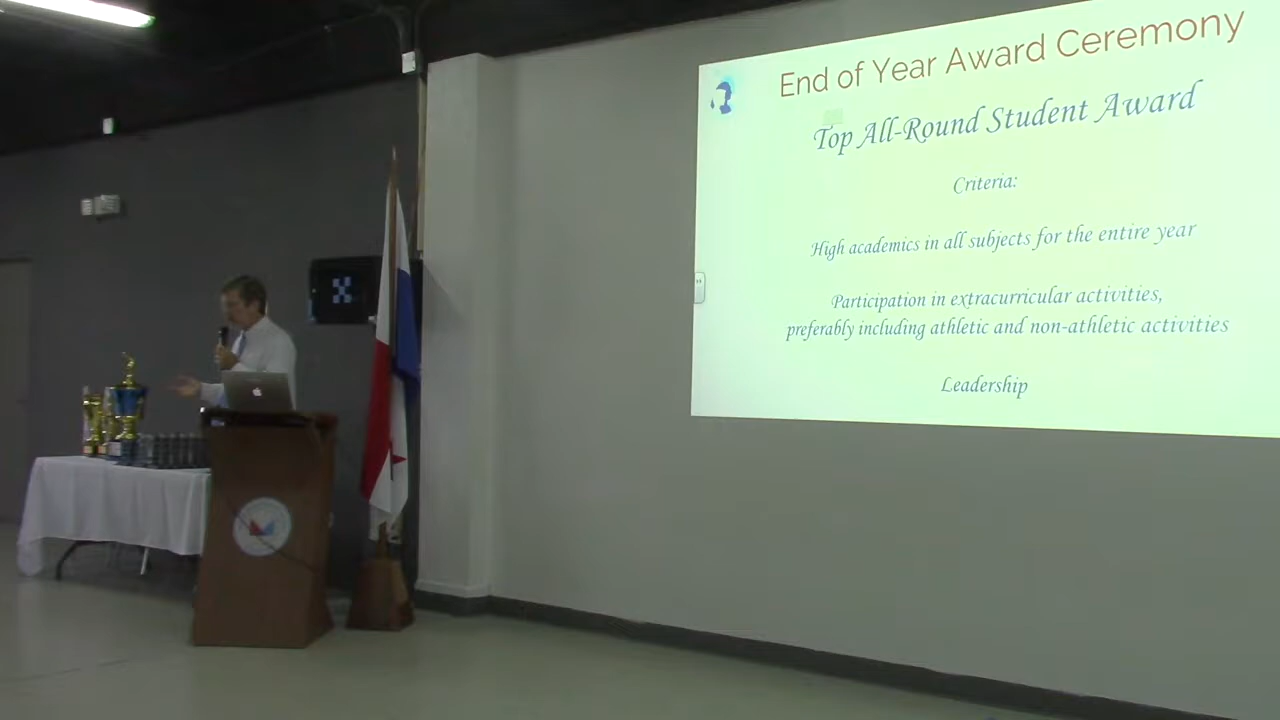 End of Year Award Ceremony
Top All-Round Student Award
Criteria:
High academics in all subjects for the entire year
Participation in extracurricular activities,
preferably including athletic and non-athletic activities
Leadership